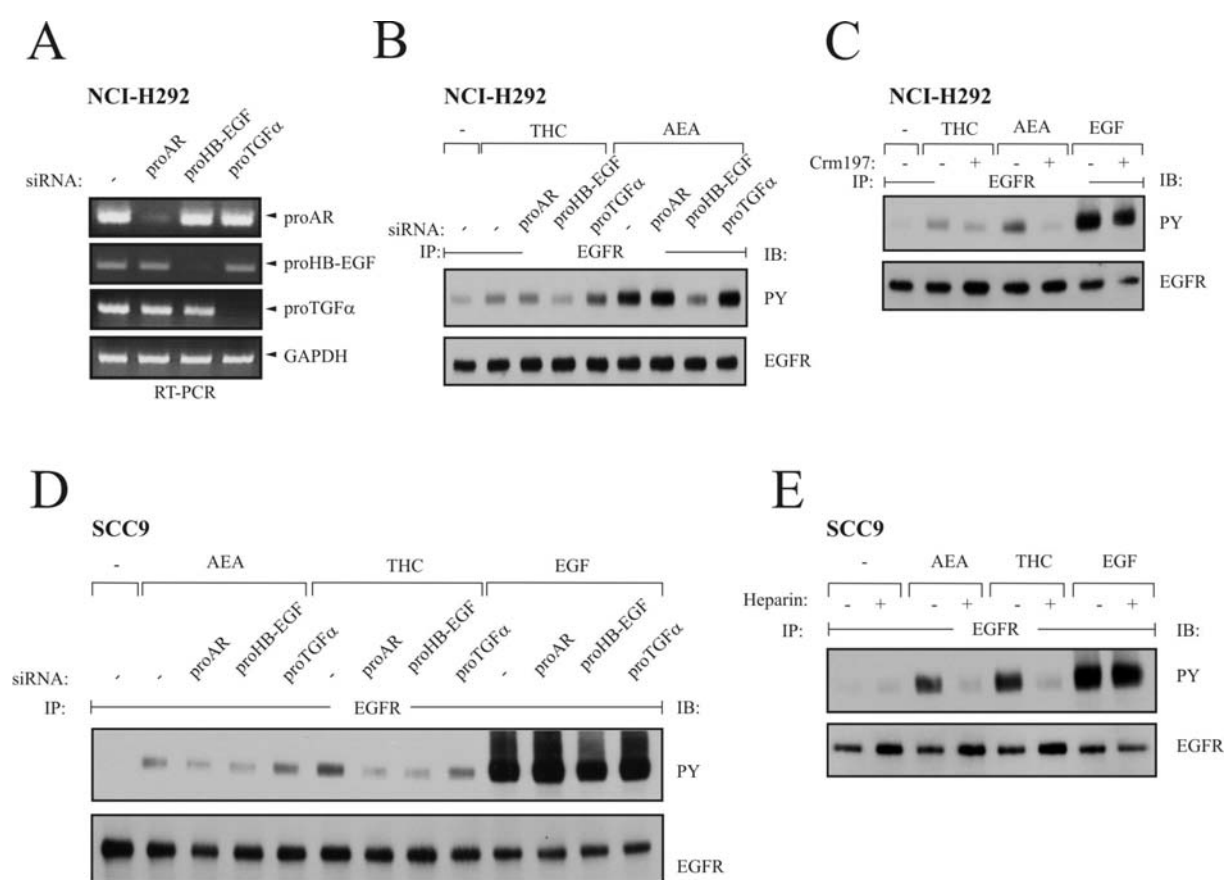 A
NCI-H292
siRNA: - proAR proHB-EGF proTGFα
proAR
proHB-EGF
proTGFα
GAPDH
RT-PCR
B
NCI-H292
- THC AEA
siRNA: - - proAR proHB-EGF proTGFα - proAR proHB-EGF proTGFα
IP: EGFR IB:
PY
EGFR
C
NCI-H292
- THC AEA EGF
Crm197: - - + - + - +
IP: EGFR IB:
PY
EGFR
D
SCC9
- AEA THC EGF
siRNA: - - proAR proHB-EGF proTGFα - proAR proHB-EGF proTGFα - proAR proHB-EGF proTGFα
IP: EGFR IB:
PY
EGFR
E
SCC9
- AEA THC EGF
Heparin: - + - + - + - +
IP: EGFR IB:
PY
EGFR